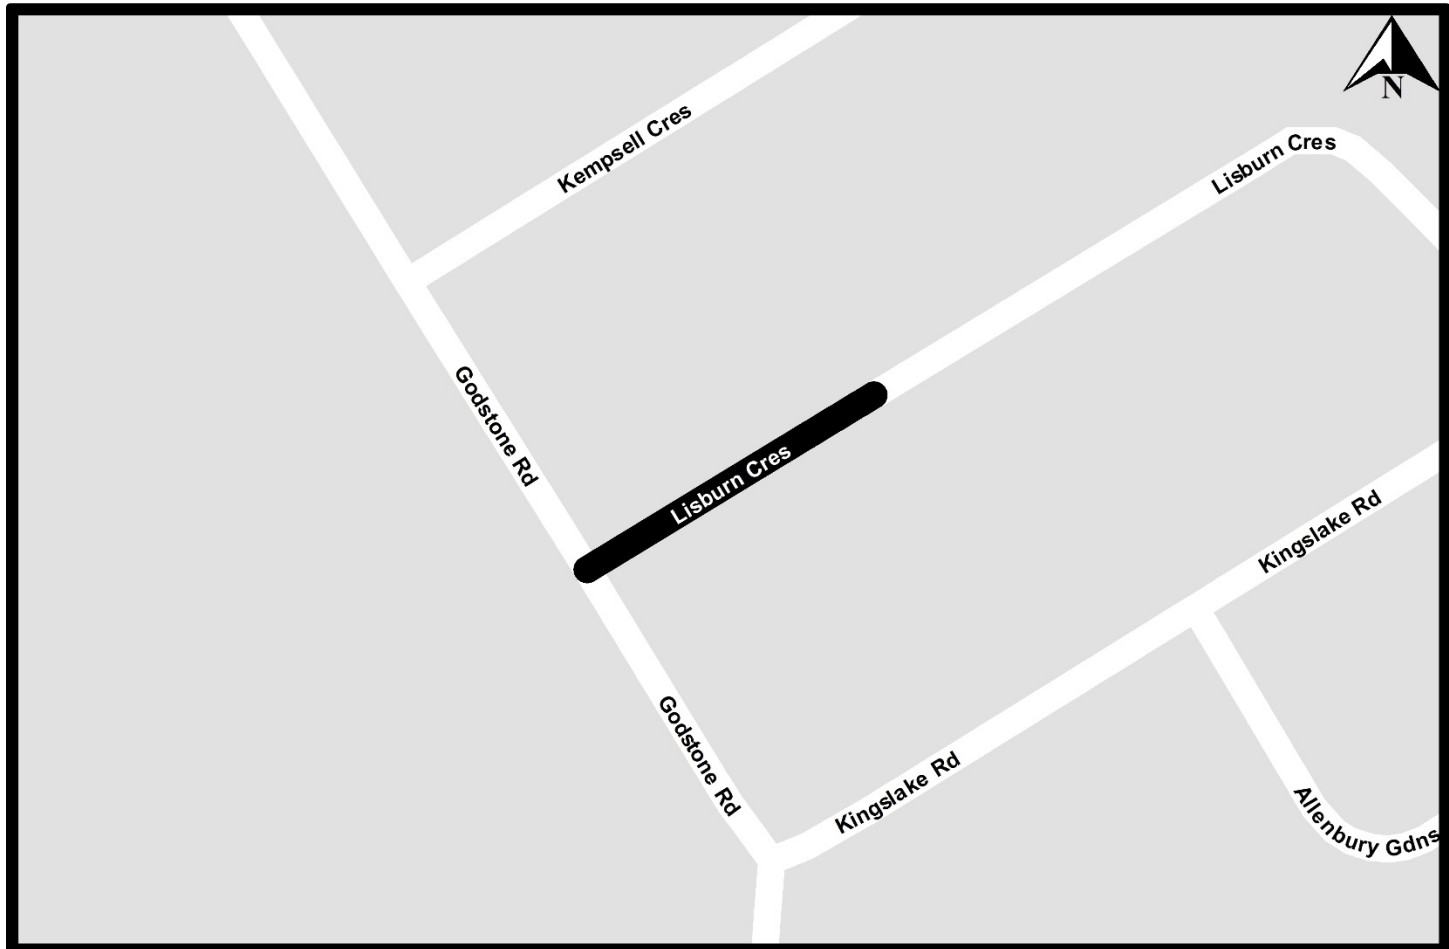 N
Kempsell Cres
Lisburn Cres
Godstone Rd
Lisburn Cres
Kingslake Rd
Godstone Rd
Kingslake Rd
Allenbury Gdns